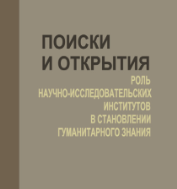 ПОИСКИ
И ОТКРЫТИЯ
РОЛЬ
НАУЧНО-ИССЛЕДОВАТЕЛЬСКИХ
ИНСТИТУТОВ
В СТАНОВЛЕНИИ
ГУМАНИТАРНОГО ЗНАНИЯ